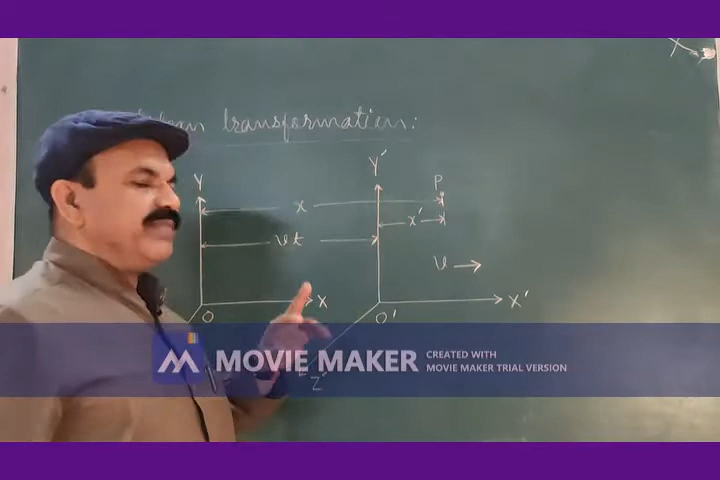 transformation:
Y
Y′
P
x
x′
vt
v
O
X
O′
X′
Z′
MOVIE MAKER
CREATED WITH
MOVIE MAKER TRIAL VERSION